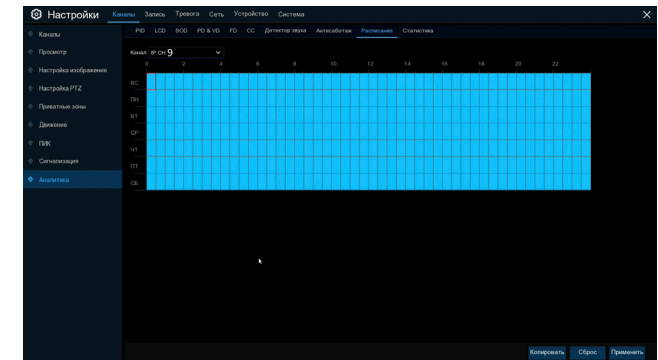 Настройки Каналы Запись Тревога Сеть Устройство Система
Каналы PID LCD SOD PD & VD FD CC Детектор звука Антисаботаж Расписание Статистика
Просмотр Канал IP CH 9
Настройка изображения 0 2 4 6 8 10 12 14 16 18 20 22
Настройка PTZ ВС
Приватные зоны ПН
Движение ВТ
СР
ПИК ЧТ
Сигнализация ПТ
Аналитика СБ
Копировать Сброс Применить